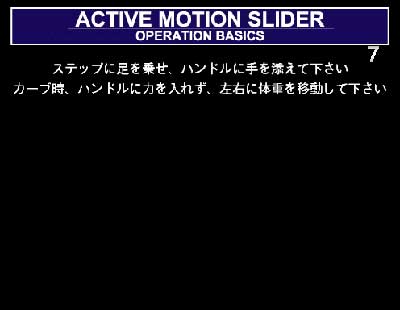 ACTIVE MOTION SLIDER
OPERATION BASICS
7
ステップに足を乗せ、ハンドルに手を添えて下さい
カーブ時、ハンドルに力を入れず、左右に体重を移動して下さい